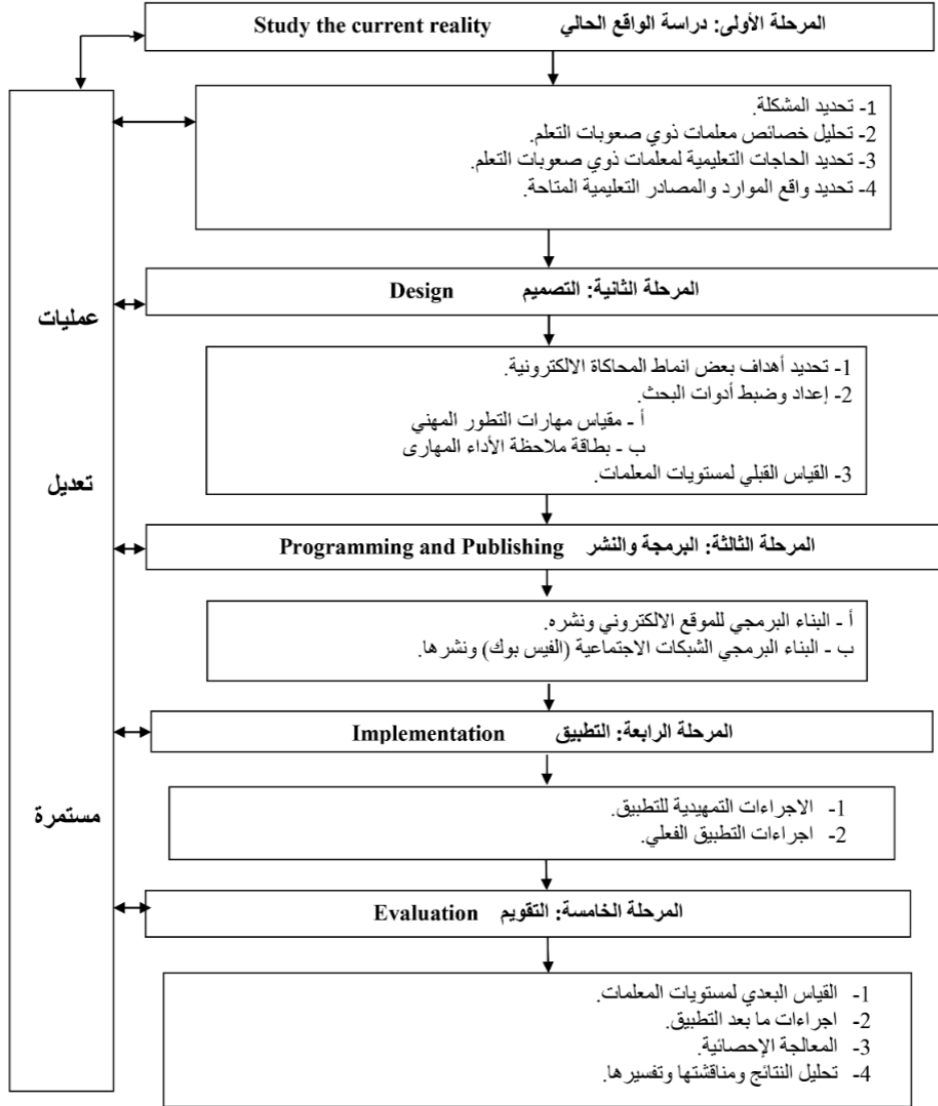 المرحلة الأولى: دراسة الواقع الحالي Study the current reality
1- تحديد المشكلة.
2- تحليل خصائص معلمات ذوي صعوبات التعلم.
3- تحديد الحاجات التعليمية لمعلمات ذوي صعوبات التعلم.
4- تحديد واقع الموارد والمصادر التعليمية المتاحة.
المرحلة الثانية: التصميم Design
1- تحديد أهداف بعض انماط المحاكاة الالكترونية.
2- إعداد وضبط أدوات البحث.
أ - مقياس مهارات التطور المهني
ب - بطاقة ملاحظة الأداء المهارى
3- القياس القبلي لمستويات المعلمات.
المرحلة الثالثة: البرمجة والنشر Programming and Publishing
أ - البناء البرمجي للموقع الالكتروني ونشره.
ب - البناء البرمجي الشبكات الاجتماعية (الفيس بوك) ونشرها.
المرحلة الرابعة: التطبيق Implementation
1- الاجراءات التمهيدية للتطبيق.
2- اجراءات التطبيق الفعلي.
المرحلة الخامسة: التقويم Evaluation
1- القياس البعدي لمستويات المعلمات.
2- اجراءات ما بعد التطبيق.
3- المعالجة الإحصائية.
4- تحليل النتائج ومناقشتها وتفسيرها.
عمليات
تعديل
مستمرة